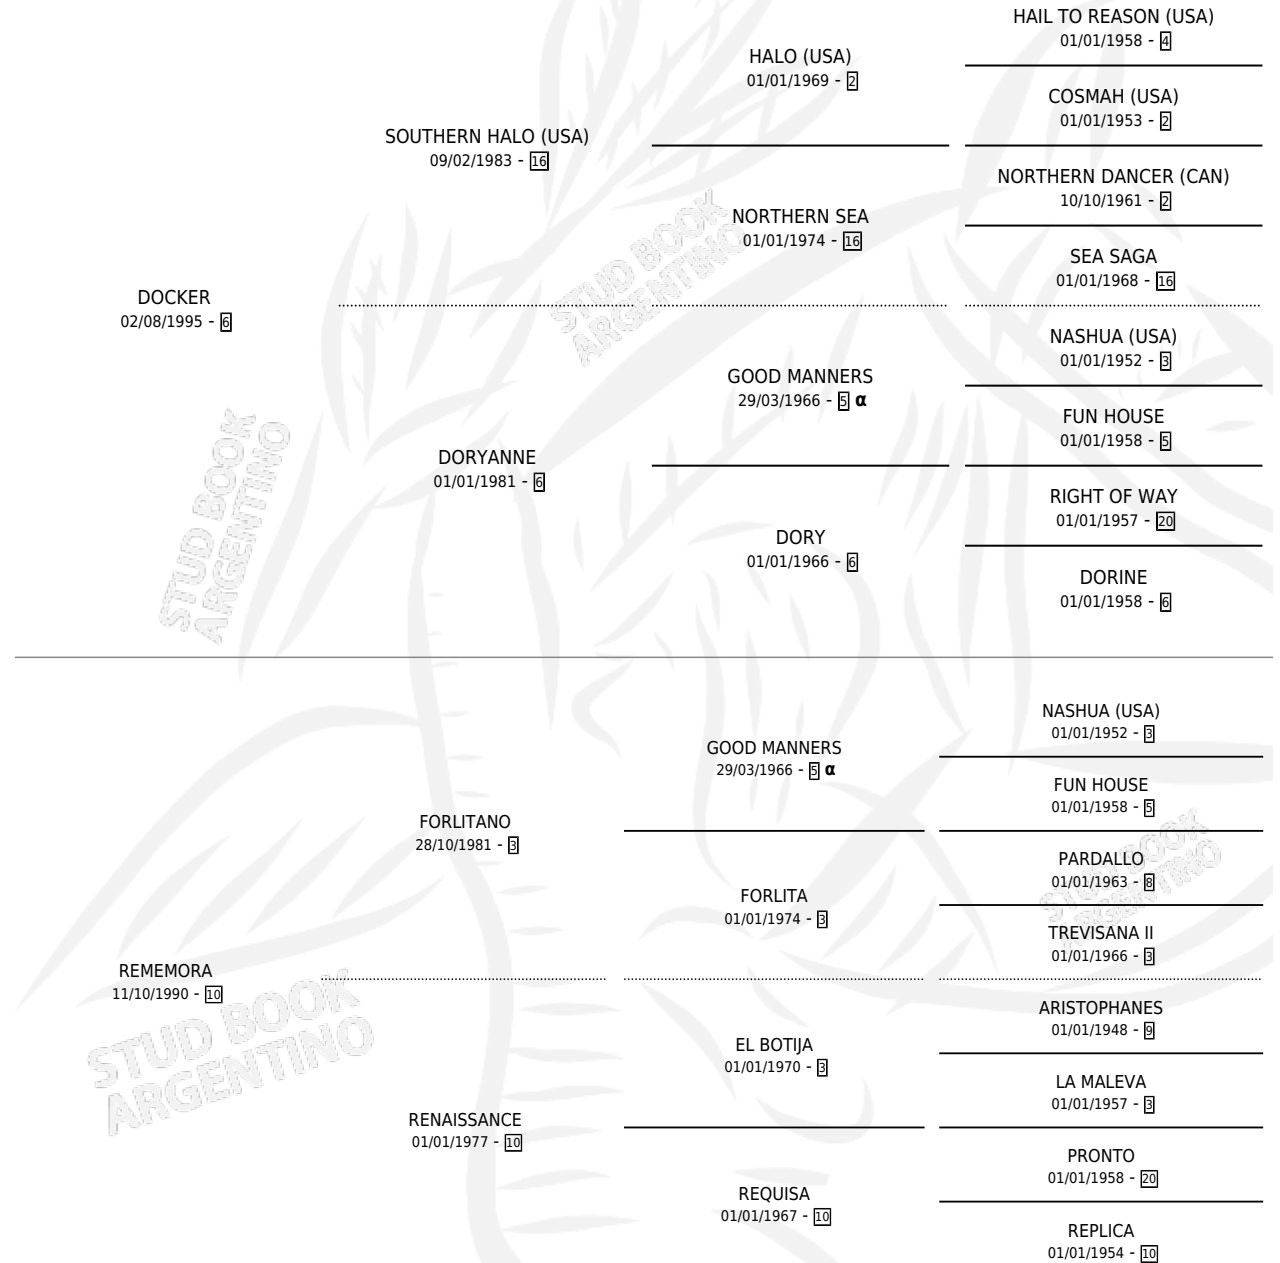 HAIL TO REASON (USA)
01/01/1958 - 4
HALO (USA)
01/01/1969 - 2
COSMAH (USA)
01/01/1953 - 2
SOUTHERN HALO (USA)
09/02/1983 - 16
NORTHERN DANCER (CAN)
10/10/1961 - 2
NORTHERN SEA
01/01/1974 - 16
SEA SAGA
01/01/1968 - 16
STUD BOOK
ARGENTINO
DOCKER
02/08/1995 - 6
NASHUA (USA)
01/01/1952 - 3
GOOD MANNERS
29/03/1966 - 5 α
FUN HOUSE
01/01/1958 - 5
DORYANNE
01/01/1981 - 6
RIGHT OF WAY
01/01/1957 - 20
DORY
01/01/1966 - 6
DORINE
01/01/1958 - 6
STUD BOOK
ARGENTINO
NASHUA (USA)
01/01/1952 - 3
GOOD MANNERS
29/03/1966 - 5 α
FUN HOUSE
01/01/1958 - 5
FORLITANO
28/10/1981 - 3
PARDALLO
01/01/1963 - 8
FORLITA
01/01/1974 - 3
TREVISANA II
01/01/1966 - 3
STUD BOOK
ARGENTINO
REMEMORA
11/10/1990 - 10
ARISTOPHANES
01/01/1948 - 9
EL BOTIJA
01/01/1970 - 3
LA MALEVA
01/01/1957 - 3
STUD BOOK
ARGENTINO
RENAISSANCE
01/01/1977 - 10
PRONTO
01/01/1958 - 20
REQUISA
01/01/1967 - 10
REPLICA
01/01/1954 - 10